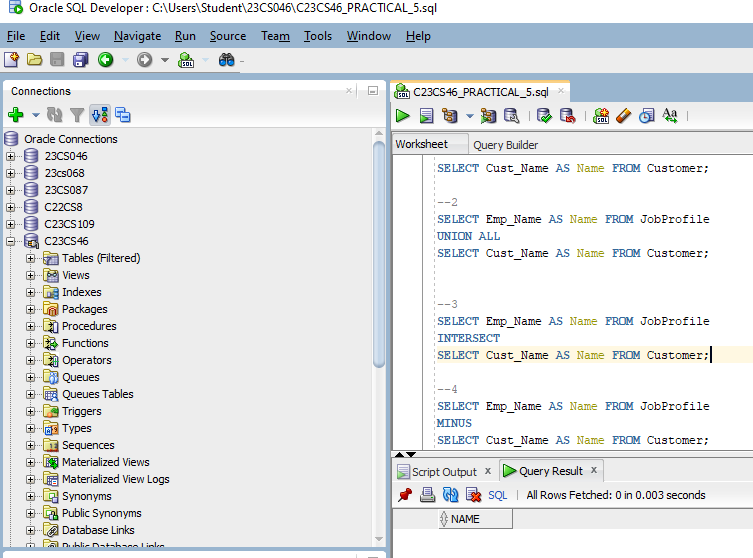 Oracle SQL Developer : C:\Users\Student\23CS046\C23CS46_PRACTICAL_5.sql
File Edit View Navigate Run Source Team Tools Window Help
Connections
Oracle Connections
23CS046
23cs068
23CS087
C22CS8
C23CS109
C23CS46
Tables (Filtered)
Views
Indexes
Packages
Procedures
Functions
Operators
Queues
Queues Tables
Triggers
Types
Sequences
Materialized Views
Materialized View Logs
Synonyms
Public Synonyms
Database Links
Public Database Links
C23CS46_PRACTICAL_5.sql
Worksheet Query Builder
SELECT Cust_Name AS Name FROM Customer;
--2
SELECT Emp_Name AS Name FROM JobProfile
UNION ALL
SELECT Cust_Name AS Name FROM Customer;
--3
SELECT Emp_Name AS Name FROM JobProfile
INTERSECT
SELECT Cust_Name AS Name FROM Customer;
--4
SELECT Emp_Name AS Name FROM JobProfile
MINUS
SELECT Cust_Name AS Name FROM Customer;
Script Output x Query Result x
SQL | All Rows Fetched: 0 in 0.003 seconds
NAME